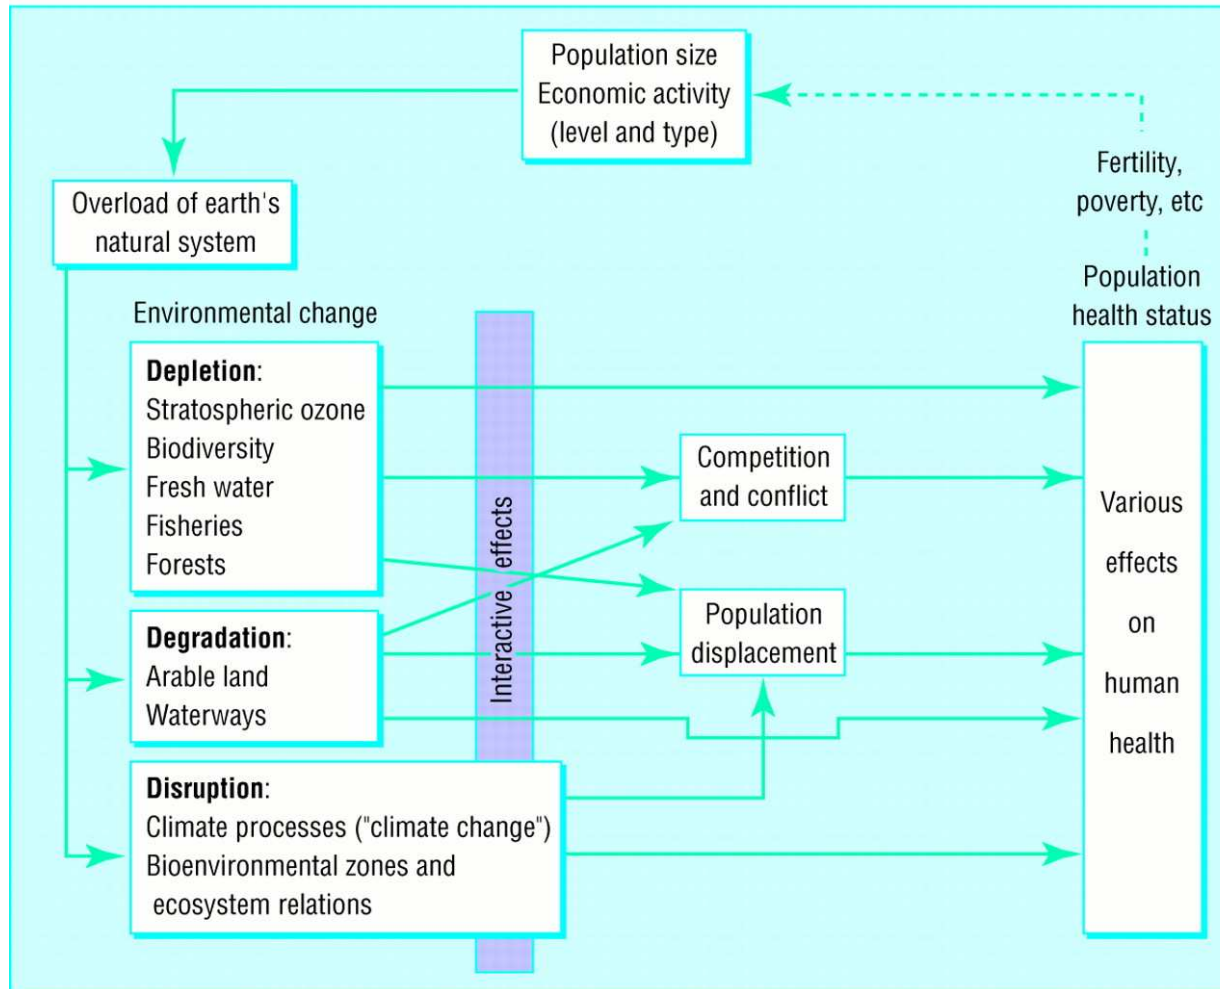 Population size
Economic activity
(level and type)
Fertility,
poverty, etc
Overload of earth's
natural system
Population
health status
Environmental change
Depletion:
Stratospheric ozone
Biodiversity
Fresh water
Fisheries
Forests
Degradation:
Arable land
Waterways
Disruption:
Climate processes ("climate change")
Bioenvironmental zones and
ecosystem relations
Interactive effects
Competition
and conflict
Population
displacement
Various
effects
on
human
health